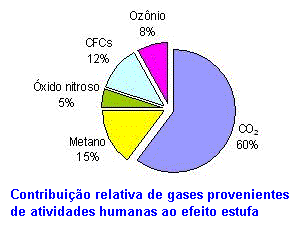 Ozônio
8%
CFCs
12%
Óxido nitroso
5%
Metano
15%
CO₂
60%
Contribuição relativa de gases provenientes
de atividades humanas ao efeito estufa